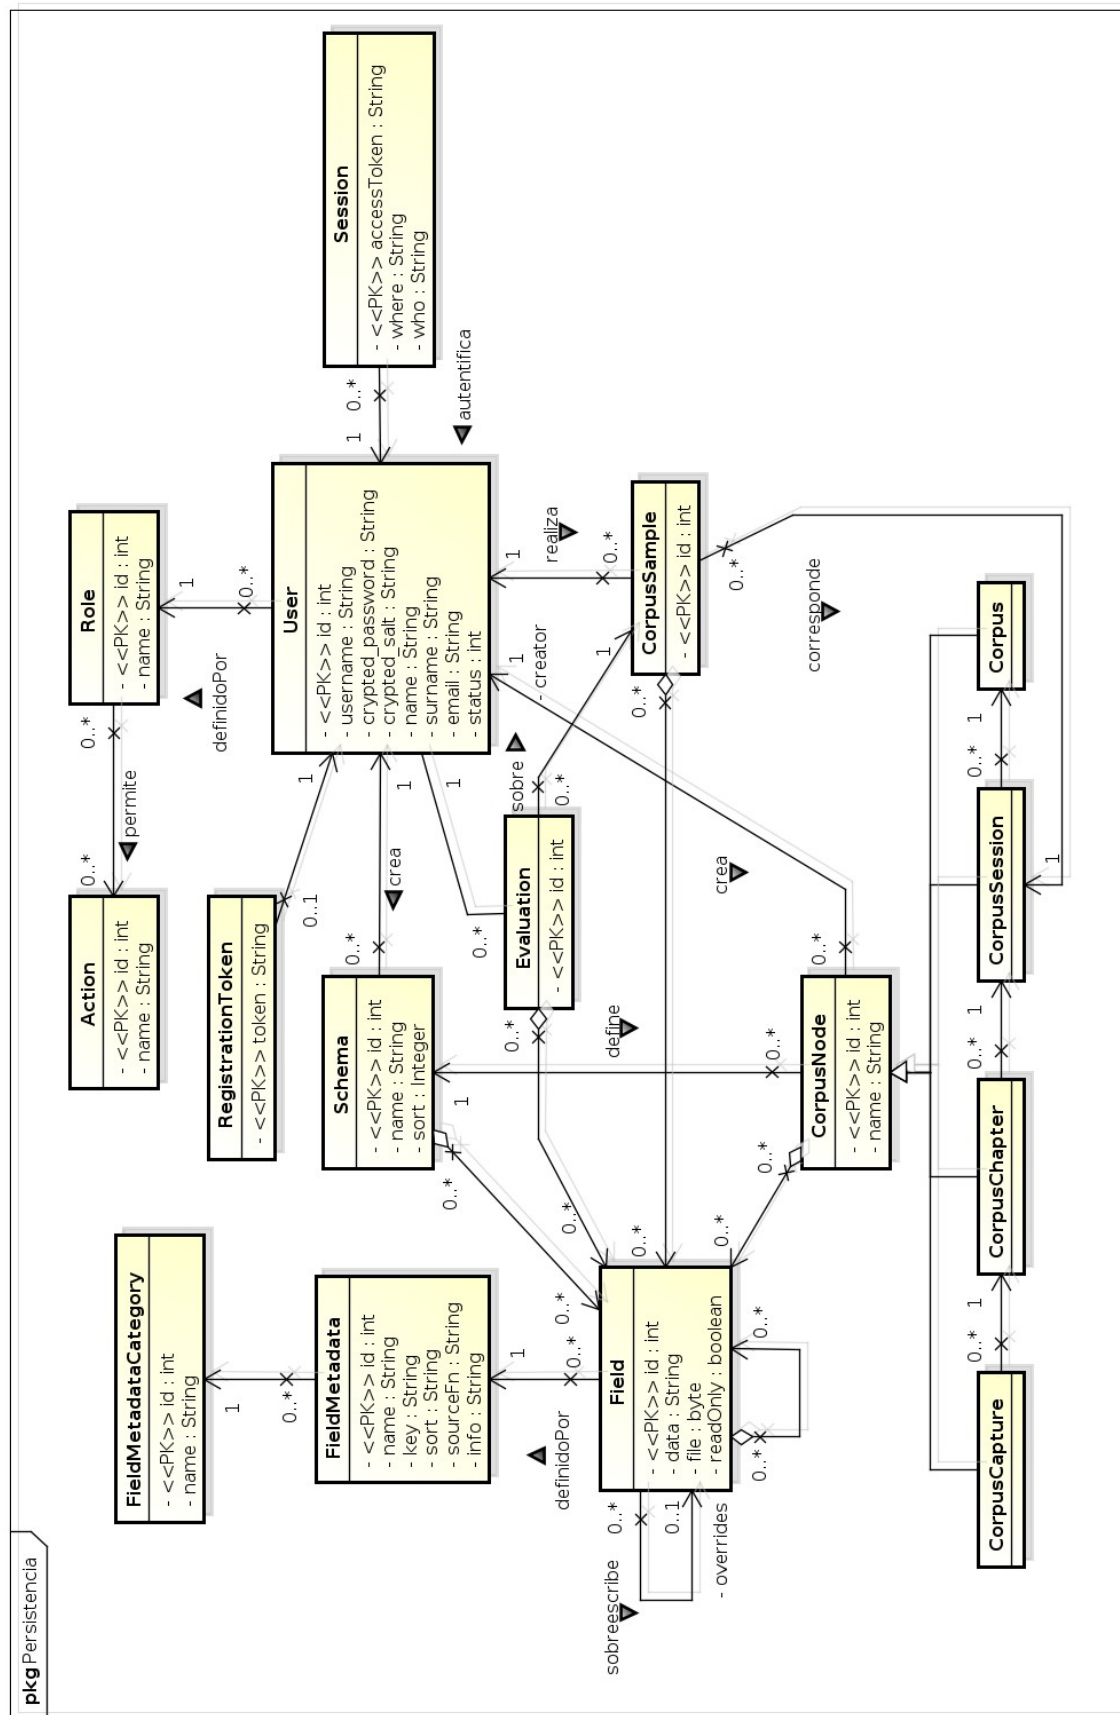 pkg Persistencia
FieldMetadataCategory
- <<PK>> id : int
- name : String
1
0..*
FieldMetadata
- <<PK>> id : int
- name : String
- key : String
- sort : String
- sourceFn : String
- info : String
1
0..*
definidoPor
Field
- <<PK>> id : int
- data : String
- file : byte
- readOnly : boolean
0..*
0..1
sobreescribe
- overrides
0..*
0..*
0..*
0..*
0..*
0..*
Action
- <<PK>> id : int
- name : String
0..*
permite
0..*
Role
- <<PK>> id : int
- name : String
1
0..*
definidoPor
RegistrationToken
- <<PK>> token : String
0..1
1
Schema
- <<PK>> id : int
- name : String
- sort : Integer
0..*
0..*
1
crea
1
User
- <<PK>> id : int
- username : String
- crypted_password : String
- crypted_salt : String
- name : String
- surname : String
- email : String
- status : int
1
0..*
autentifica
Session
- <<PK>> accessToken : String
- where : String
- who : String
1
0..*
Evaluation
- <<PK>> id : int
0..*
sobre
0..*
1
- creator
1
1
realiza
0..*
CorpusSample
- <<PK>> id : int
0..*
0..*
corresponde
define
0..*
crea
0..*
CorpusNode
- <<PK>> id : int
- name : String
0..*
CorpusCapture
0..*
1
CorpusChapter
0..*
1
CorpusSession
1
0..*
1
Corpus